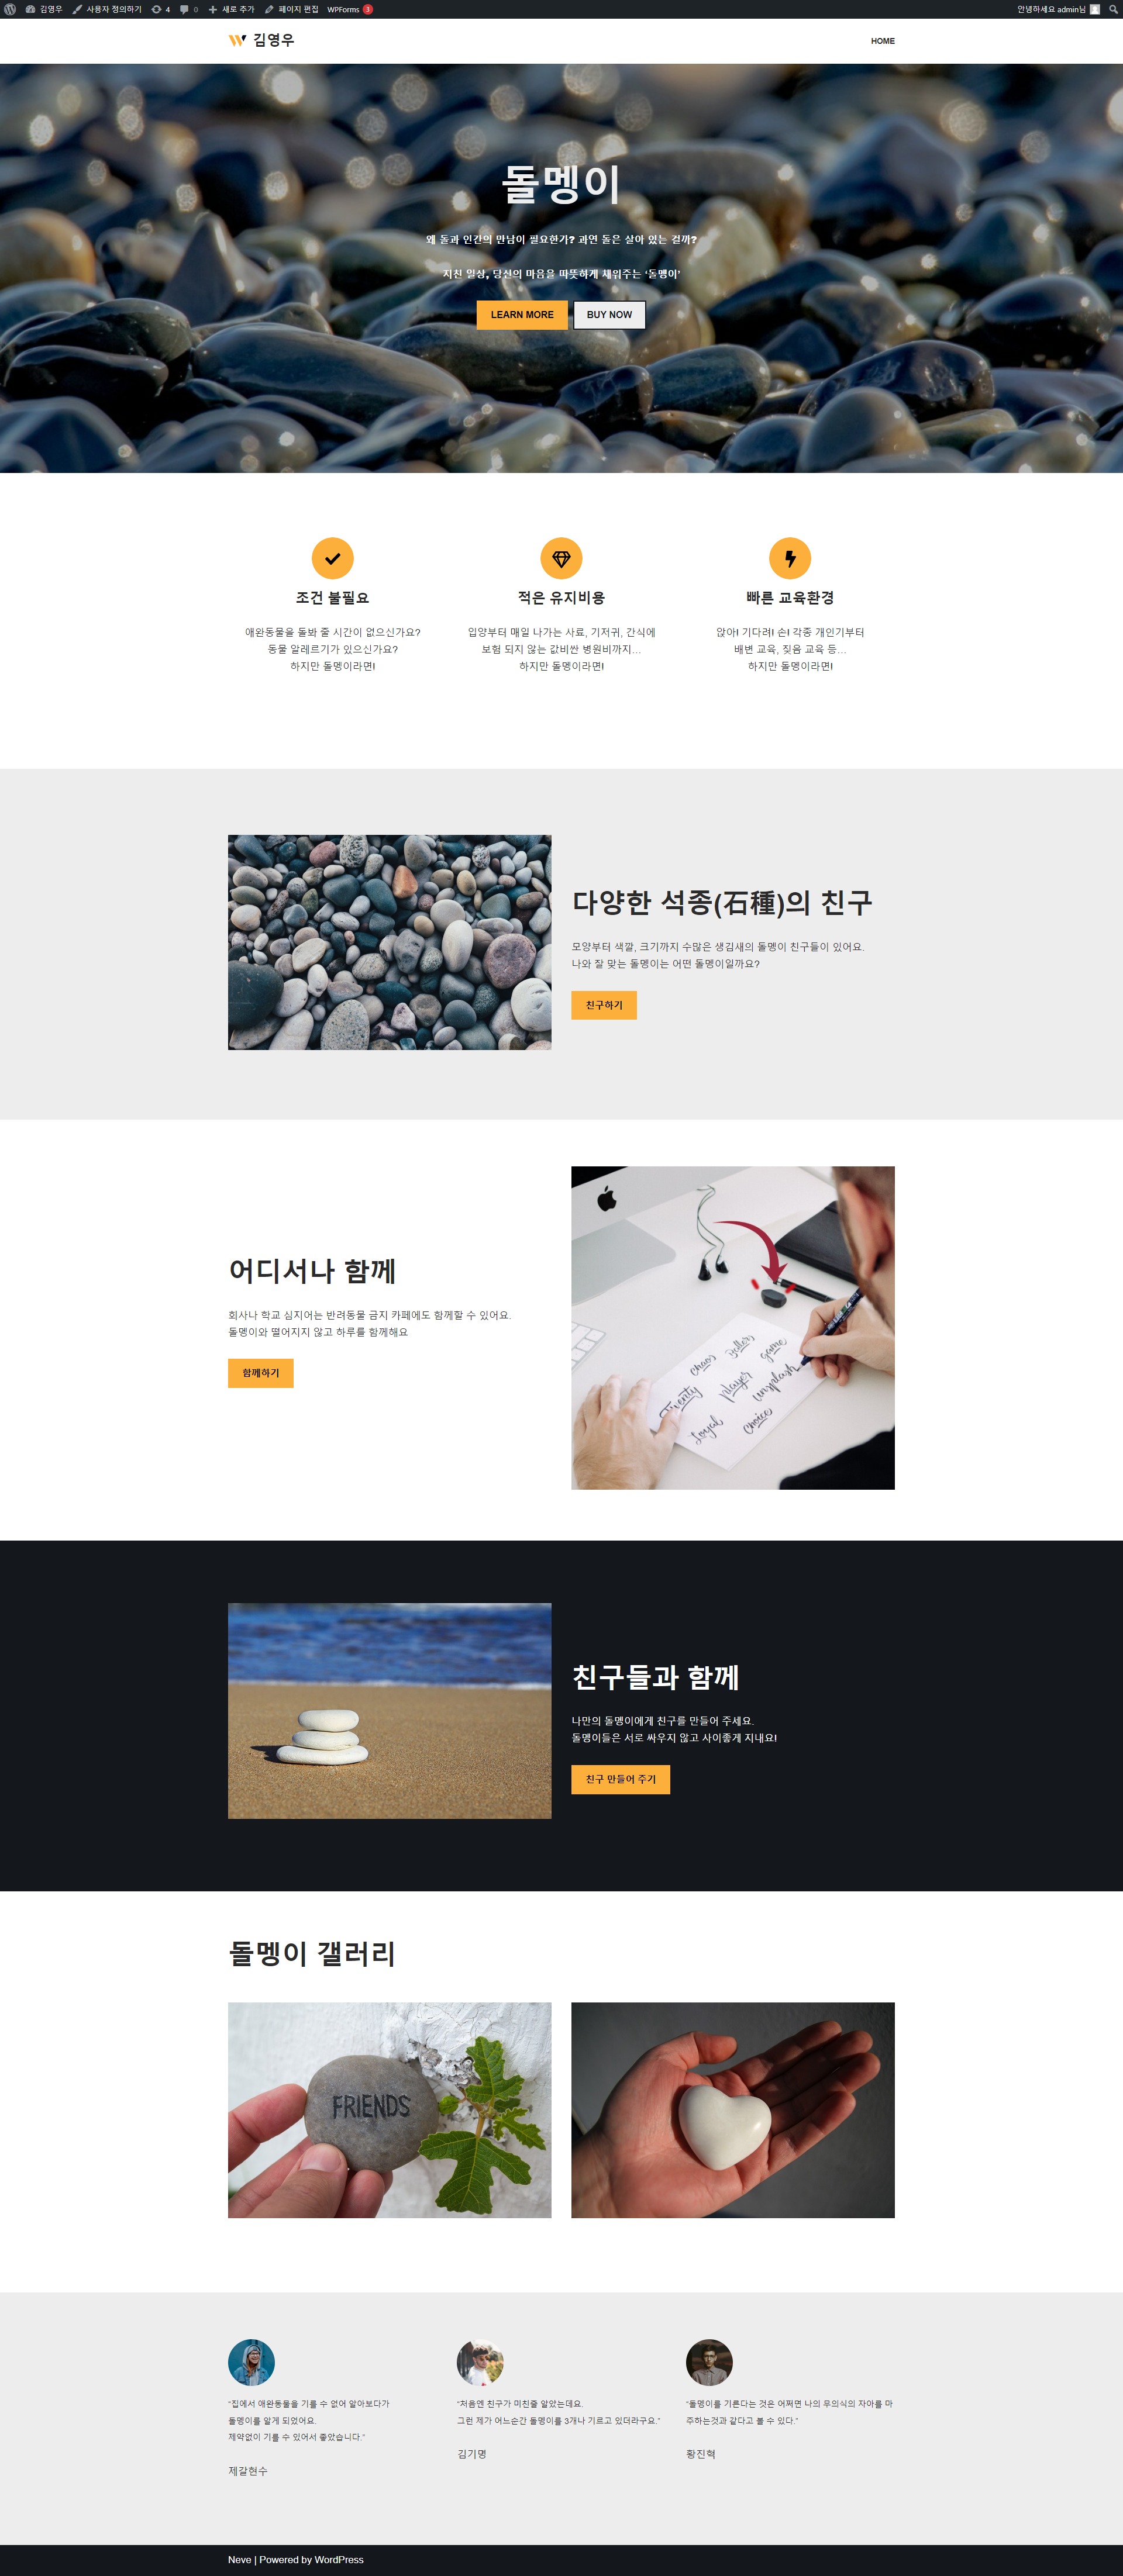 김영우
사용자 정의하기
4
0
새로 추가
페이지 편집
WPForms 3
안녕하세요 admin님
김영우
HOME
돌멩이
왜 돌과 인간의 만남이 필요한가? 과연 돌은 살아 있는 걸까?
지친 일상, 당신의 마음을 따뜻하게 채워주는 ‘돌멩이’
LEARN MORE
BUY NOW
조건 불필요
애완동물을 돌봐 줄 시간이 없으신가요?
동물 알레르기가 있으신가요?
하지만 돌멩이라면!
적은 유지비용
입양부터 매일 나가는 사료, 기저귀, 간식에
보험 되지 않는 값비싼 병원비까지…
하지만 돌멩이라면!
빠른 교육환경
앉아! 기다려! 손! 각종 개인기부터
배변 교육, 짖음 교육 등…
하지만 돌멩이라면!
다양한 석종(石種)의 친구
모양부터 색깔, 크기까지 수많은 생김새의 돌멩이 친구들이 있어요.
나와 잘 맞는 돌멩이는 어떤 돌멩이일까요?
친구하기
어디서나 함께
회사나 학교 심지어는 반려동물 금지 카페에도 함께할 수 있어요.
돌멩이와 떨어지지 않고 하루를 함께해요
함께하기
chaos
Ballors
game
Twenty
player
unsplash
Loyal
choice
친구들과 함께
나만의 돌멩이에게 친구를 만들어 주세요.
돌멩이들은 서로 싸우지 않고 사이좋게 지내요!
친구 만들어 주기
돌멩이 갤러리
FRIENDS
“집에서 애완동물을 기를 수 없어 알아보다가
돌멩이를 알게 되었어요.
제약없이 기를 수 있어서 좋았습니다.”
제갈현수
“처음엔 친구가 미친줄 알았는데요.
그런 제가 어느순간 돌멩이를 3개나 기르고 있더라구요.”
김기명
“돌멩이를 기른다는 것은 어쩌면 나의 무의식의 자아를 마
주하는것과 같다고 볼 수 있다.”
황진혁
Neve | Powered by WordPress